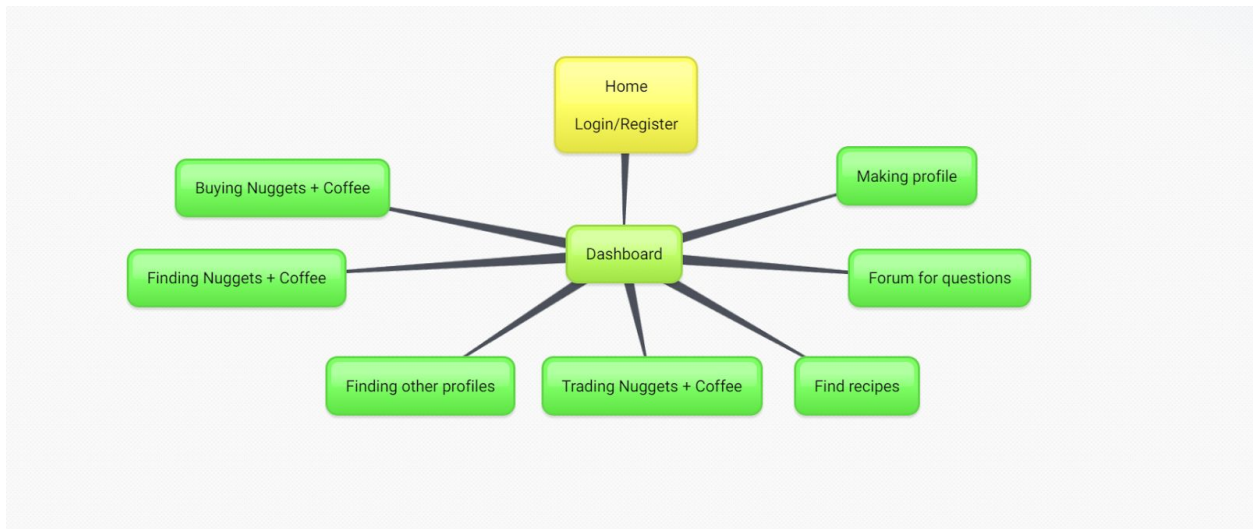 Home
Login/Register
Making profile
Buying Nuggets + Coffee
Dashboard
Finding Nuggets + Coffee
Forum for questions
Finding other profiles
Trading Nuggets + Coffee
Find recipes